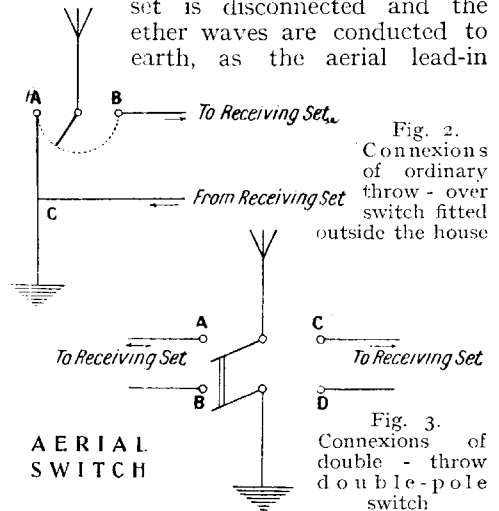 set is disconnected and the
ether waves are conducted to
earth, as the aerial lead-in
A B
To Receiving Set
Fig. 2.
Connexions
of ordinary
throw - over
switch fitted
outside the house
From Receiving Set
C
A C
To Receiving Set To Receiving Set
B D
AERIAL
SWITCH
Fig. 3.
Connexions of
double - throw
double-pole
switch